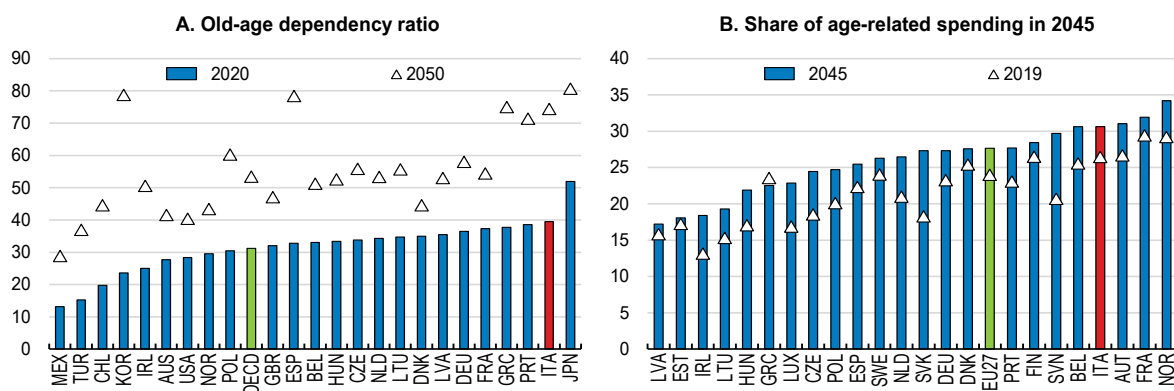 A. Old-age dependency ratio
2020
2050
90
80
70
60
50
40
30
20
10
0
MEX
TUR
CHL
KOR
IRL
AUS
USA
NOR
POL
OECD
GBR
ESP
BEL
HUN
CZE
NLD
LTU
DNK
LVA
DEU
FRA
GRC
PRT
ITA
JPN
B. Share of age-related spending in 2045
2045
2019
40
35
30
25
20
15
10
5
0
LVA
EST
IRL
LTU
HUN
GRC
LUX
CZE
POL
ESP
SWE
NLD
SVK
DEU
DNK
EU27
PRT
FIN
SVN
BEL
ITA
AUT
FRA
NOR